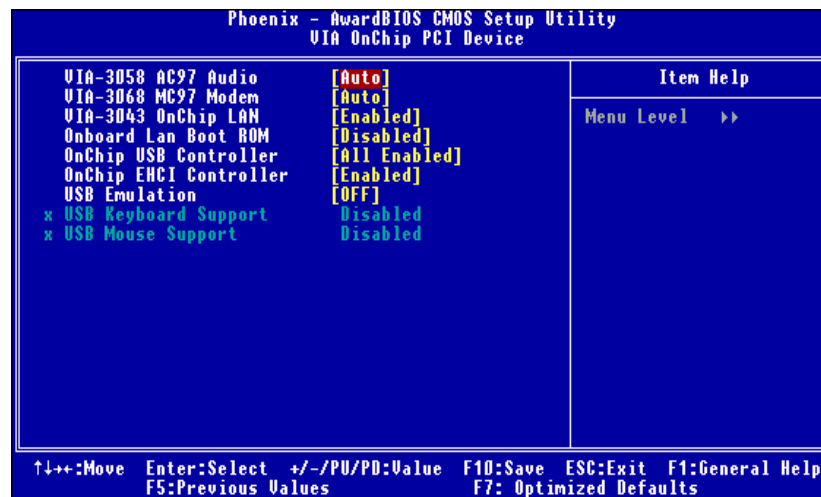 Phoenix - AwardBIOS CMOS Setup Utility
VIA OnChip PCI Device
VIA-3058 AC97 Audio [Auto]
VIA-3068 MC97 Modem [Auto]
VIA-3043 OnChip LAN [Enabled]
Onboard Lan Boot ROM [Disabled]
OnChip USB Controller [All Enabled]
OnChip EHCI Controller [Enabled]
USB Emulation [OFF]
x USB Keyboard Support Disabled
x USB Mouse Support Disabled
Item Help
Menu Level ▸▸
↑↓→←:Move Enter:Select +/-/PU/PD:Value F10:Save ESC:Exit F1:General Help
F5:Previous Values F7: Optimized Defaults